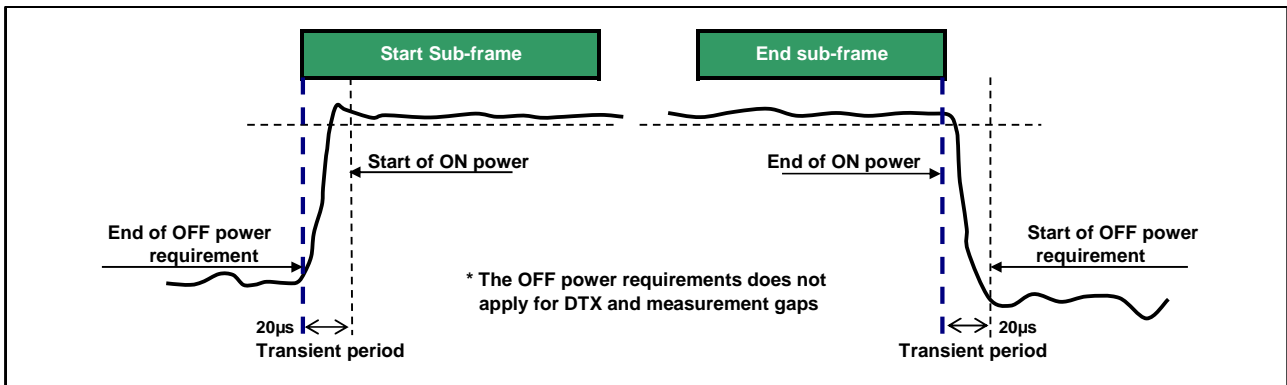 Start Sub-frame
End sub-frame
Start of ON power
End of ON power
End of OFF power
requirement
Start of OFF power
requirement
* The OFF power requirements does not
apply for DTX and measurement gaps
20µs
Transient period
20µs
Transient period